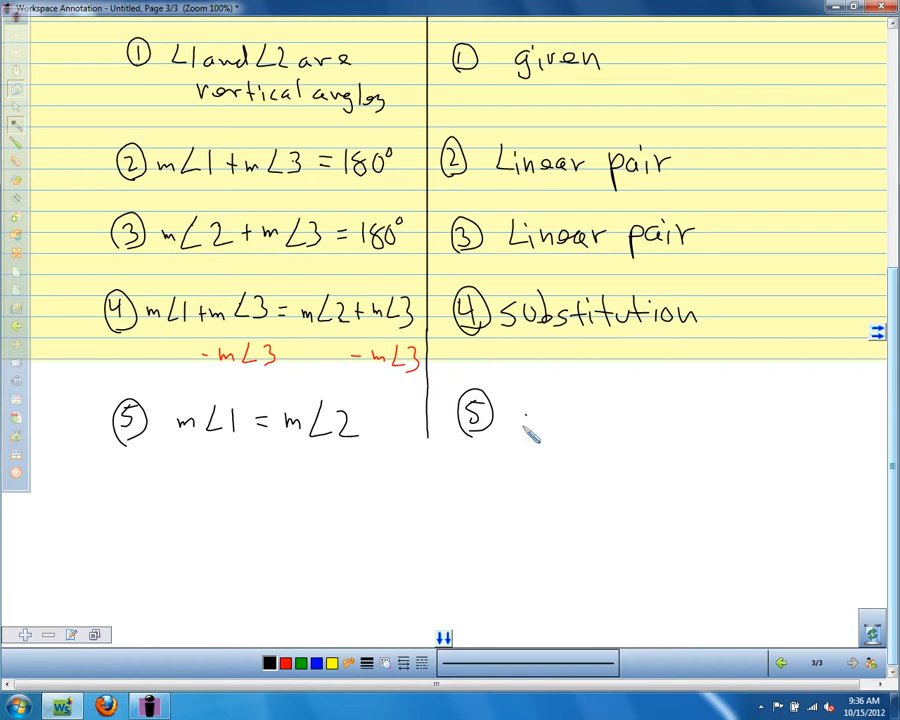 Workspace Annotation - Untitled, Page 3/3 (Zoom 100%) *
① ∠1 and ∠2 are
vertical angles
① given
② m∠1 + m∠3 = 180°
② Linear pair
③ m∠2 + m∠3 = 180°
③ Linear pair
④ m∠1 + m∠3 = m∠2 + m∠3
④ substitution
- m∠3 - m∠3
⑤ m∠1 = m∠2
⑤
3/3
9:36 AM
10/15/2012